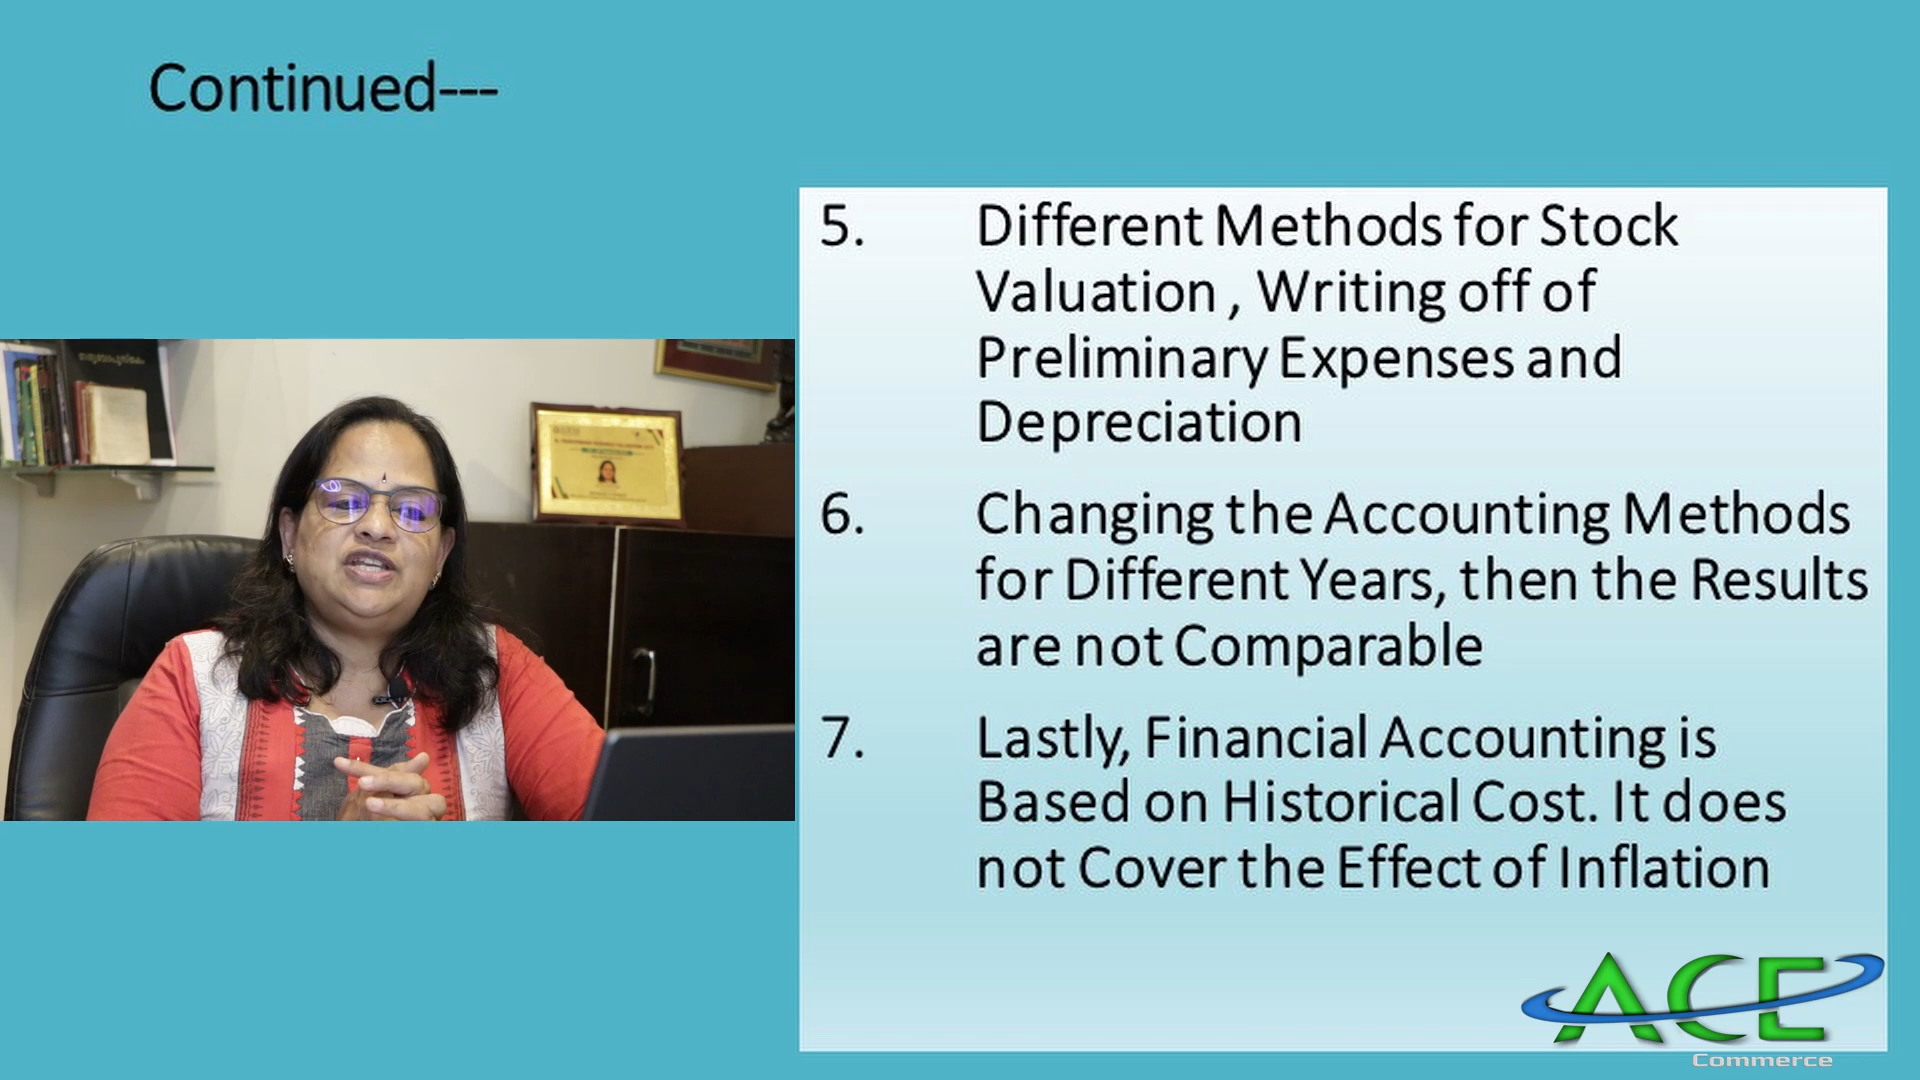 Continued---
5. Different Methods for Stock
Valuation , Writing off of
Preliminary Expenses and
Depreciation
6. Changing the Accounting Methods
for Different Years, then the Results
are not Comparable
7. Lastly, Financial Accounting is
Based on Historical Cost. It does
not Cover the Effect of Inflation
ACE
Commerce